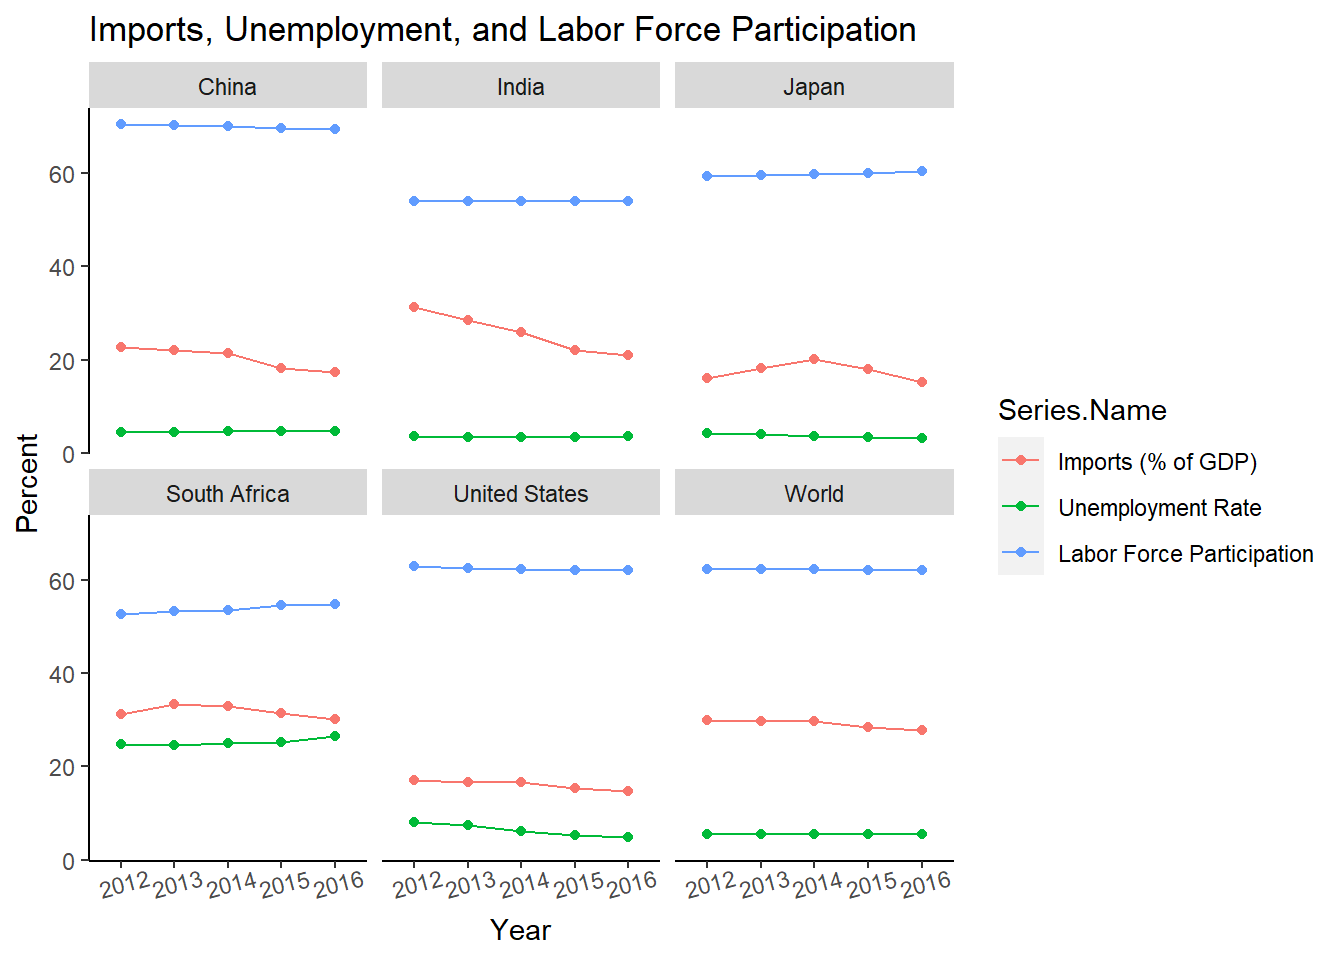 Imports, Unemployment, and Labor Force Participation
China India Japan
60
40
20
0
South Africa United States World
60
40
20
0
Percent
2012 2013 2014 2015 2016 2012 2013 2014 2015 2016 2012 2013 2014 2015 2016
Year
Series.Name
Imports (% of GDP)
Unemployment Rate
Labor Force Participation